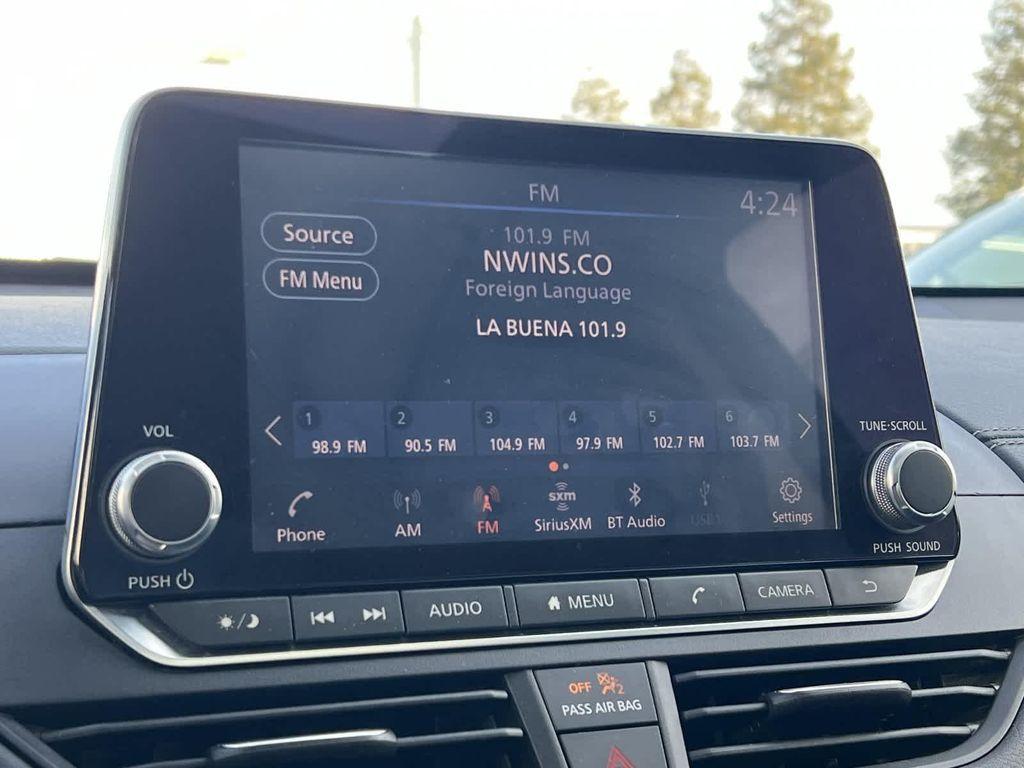 FM
4:24
Source
101.9 FM
NWINS.CO
FM Menu
Foreign Language
LA BUENA 101.9
1 2 3 4 5 6
98.9 FM 90.5 FM 104.9 FM 97.9 FM 102.7 FM 103.7 FM
Phone AM FM SiriusXM BT Audio USB1 Settings
sxm
A
VOL
PUSH
TUNE·SCROLL
PUSH SOUND
AUDIO MENU CAMERA
OFF 2
PASS AIR BAG